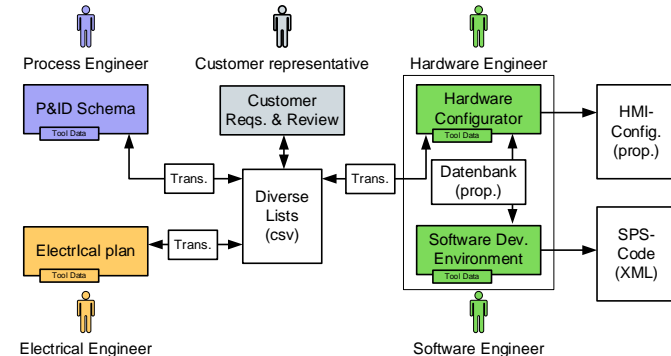 Process Engineer
Customer representative
Hardware Engineer
P&ID Schema
Tool Data
Customer
Reqs. & Review
Hardware
Configurator
Tool Data
HMI-
Config.
(prop.)
Trans.
Diverse
Lists
(csv)
Trans.
Datenbank
(prop.)
ElectrIcal plan
Tool Data
Trans.
Software Dev.
Environment
Tool Data
SPS-
Code
(XML)
Electrical Engineer
Software Engineer